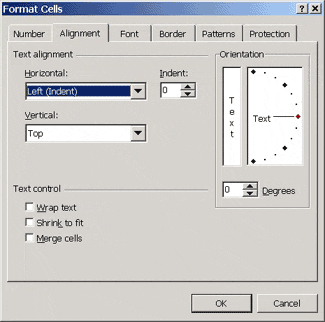 Format Cells
Number Alignment Font Border Patterns Protection
Text alignment
Horizontal: Indent:
Left (Indent) 0
Vertical:
Top
Orientation
Text
Text
0 Degrees
Text control
Wrap text
Shrink to fit
Merge cells
OK Cancel